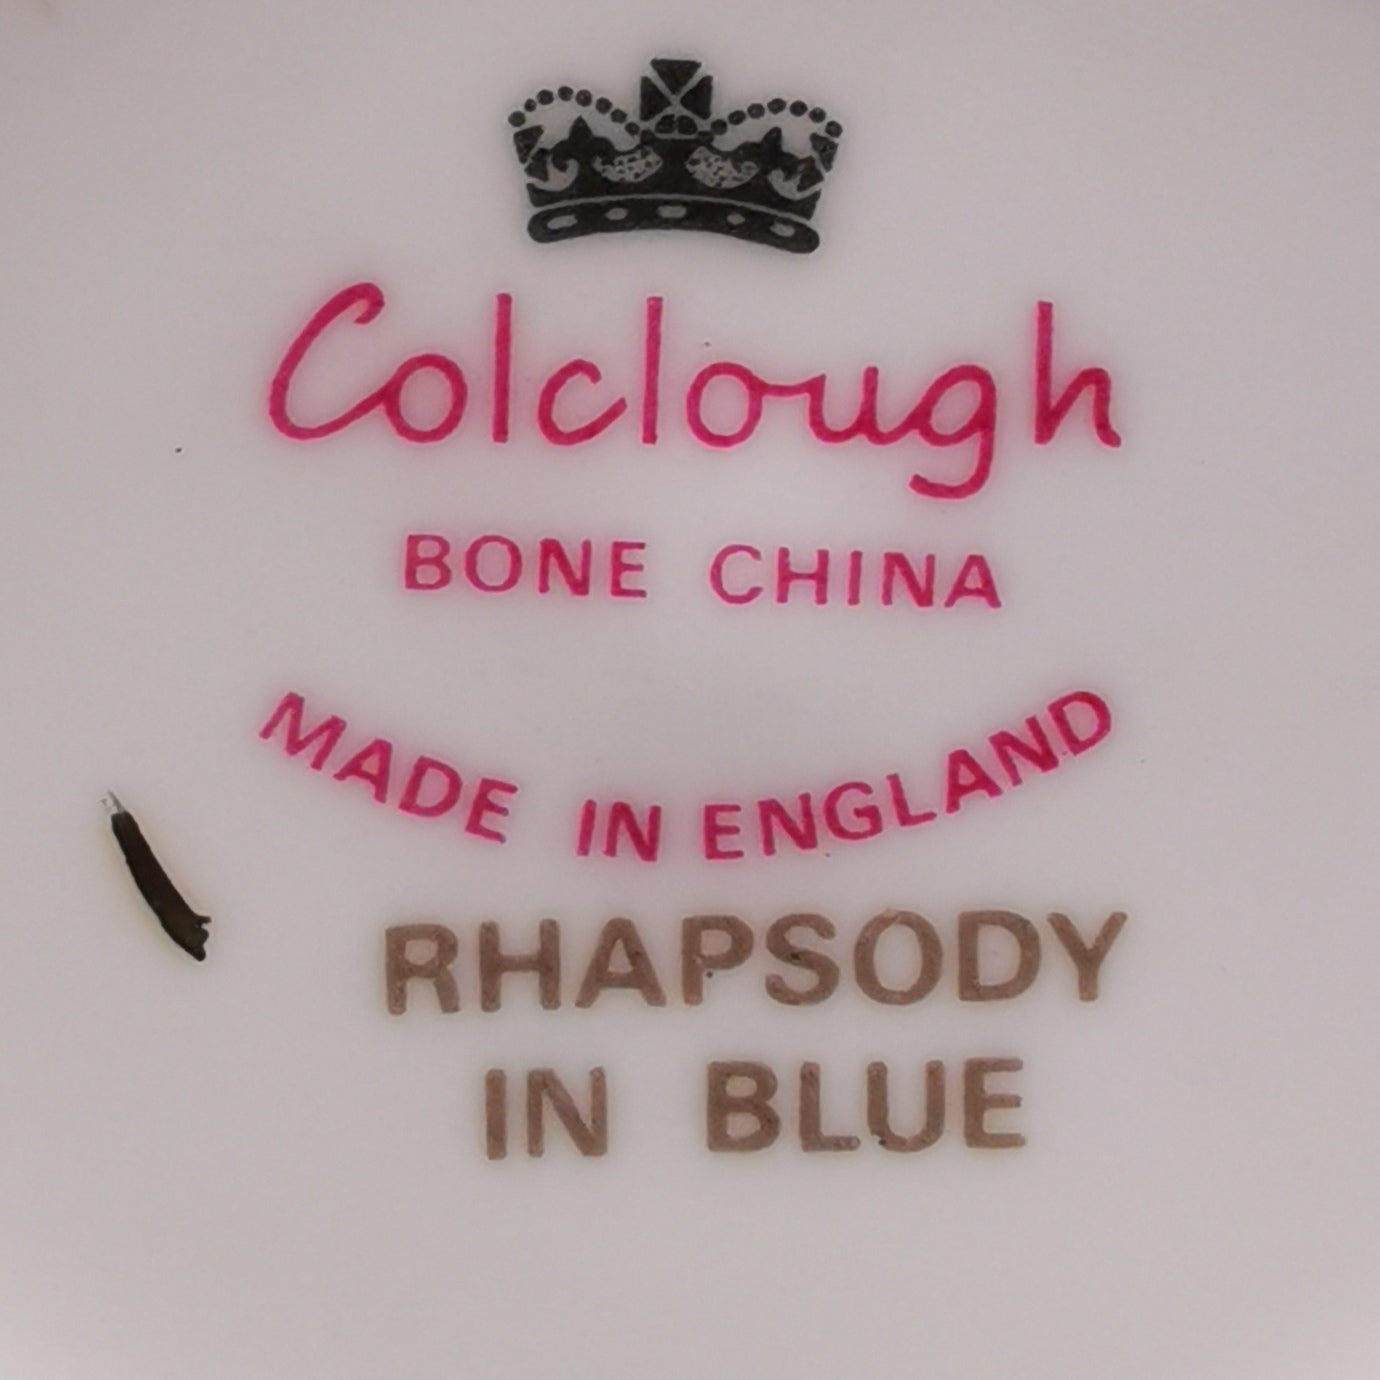 Colclough
BONE CHINA
MADE IN ENGLAND
RHAPSODY
IN BLUE